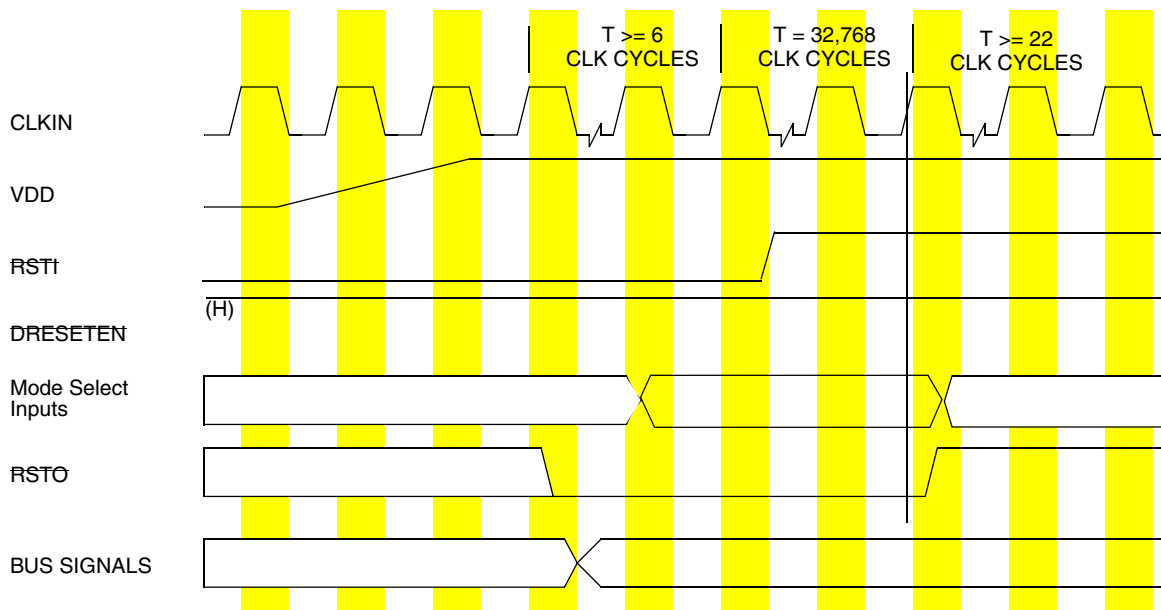 T >= 6
CLK CYCLES
T = 32,768
CLK CYCLES
T >= 22
CLK CYCLES
CLKIN
VDD
RSTI
(H)
DRESETEN
Mode Select
Inputs
RSTO
BUS SIGNALS